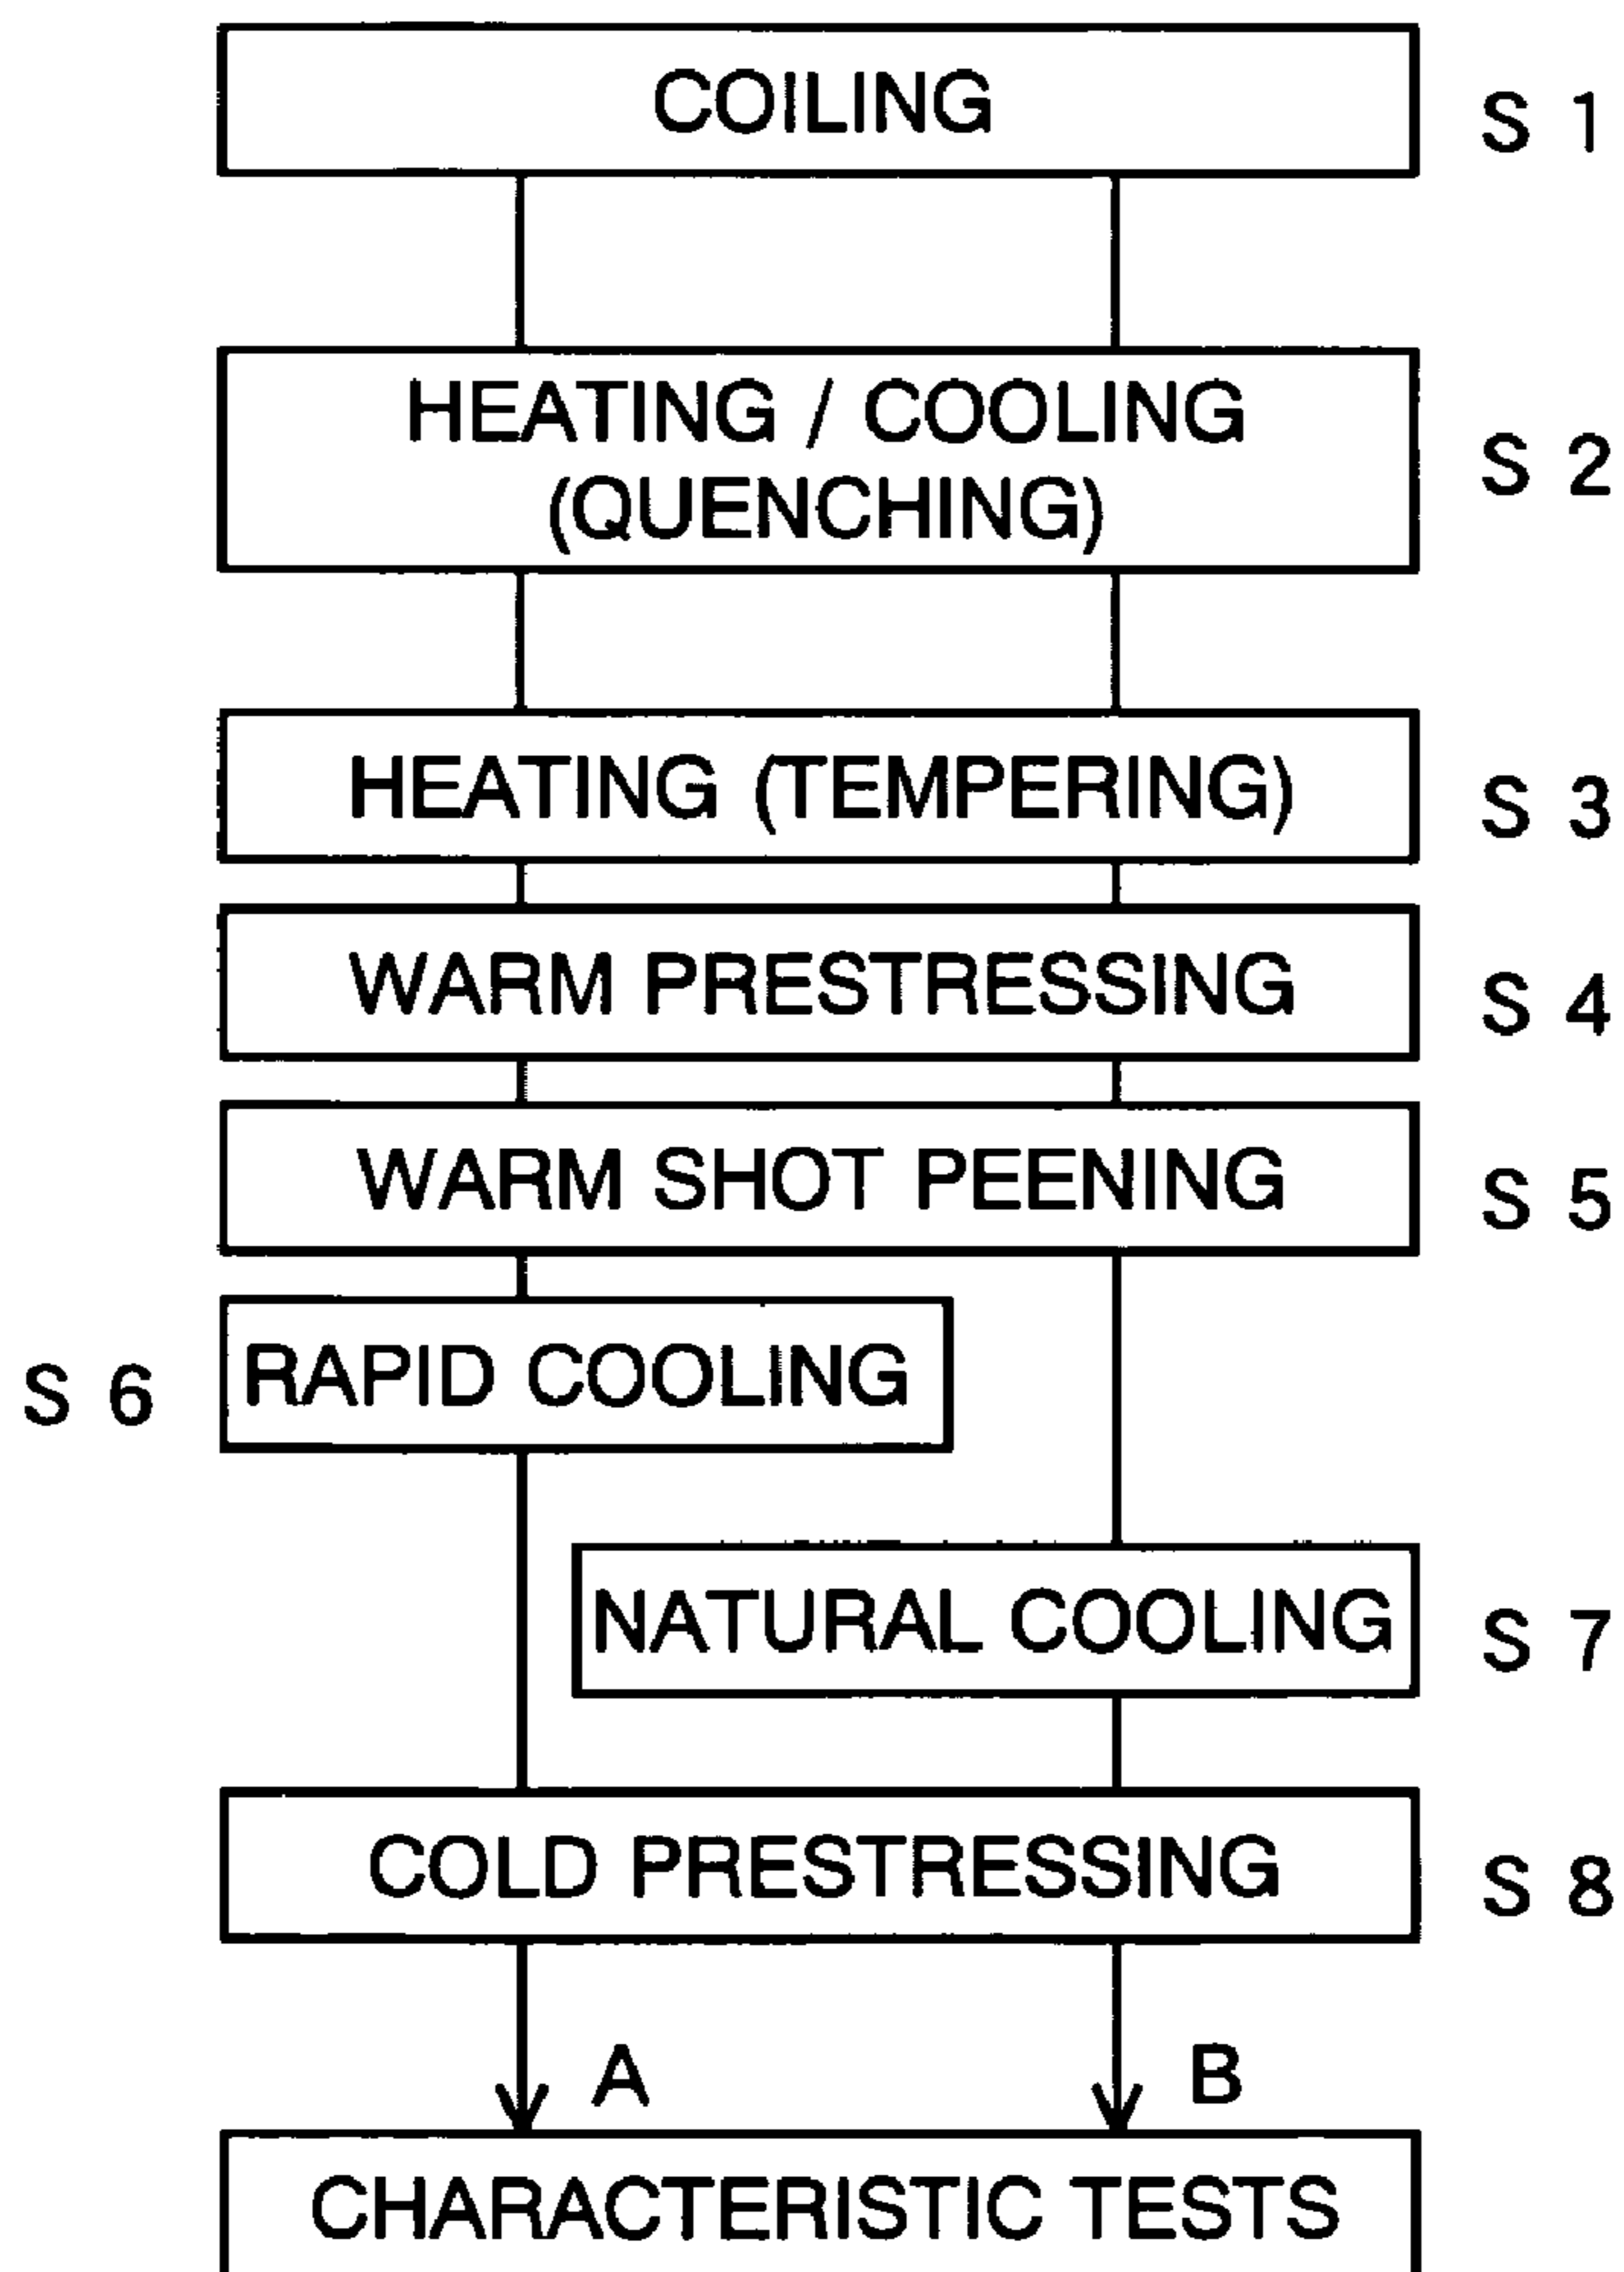 COILING
S 1
HEATING / COOLING
(QUENCHING)
S 2
HEATING (TEMPERING)
S 3
WARM PRESTRESSING
S 4
WARM SHOT PEENING
S 5
S 6
RAPID COOLING
NATURAL COOLING
S 7
COLD PRESTRESSING
S 8
A
B
CHARACTERISTIC TESTS